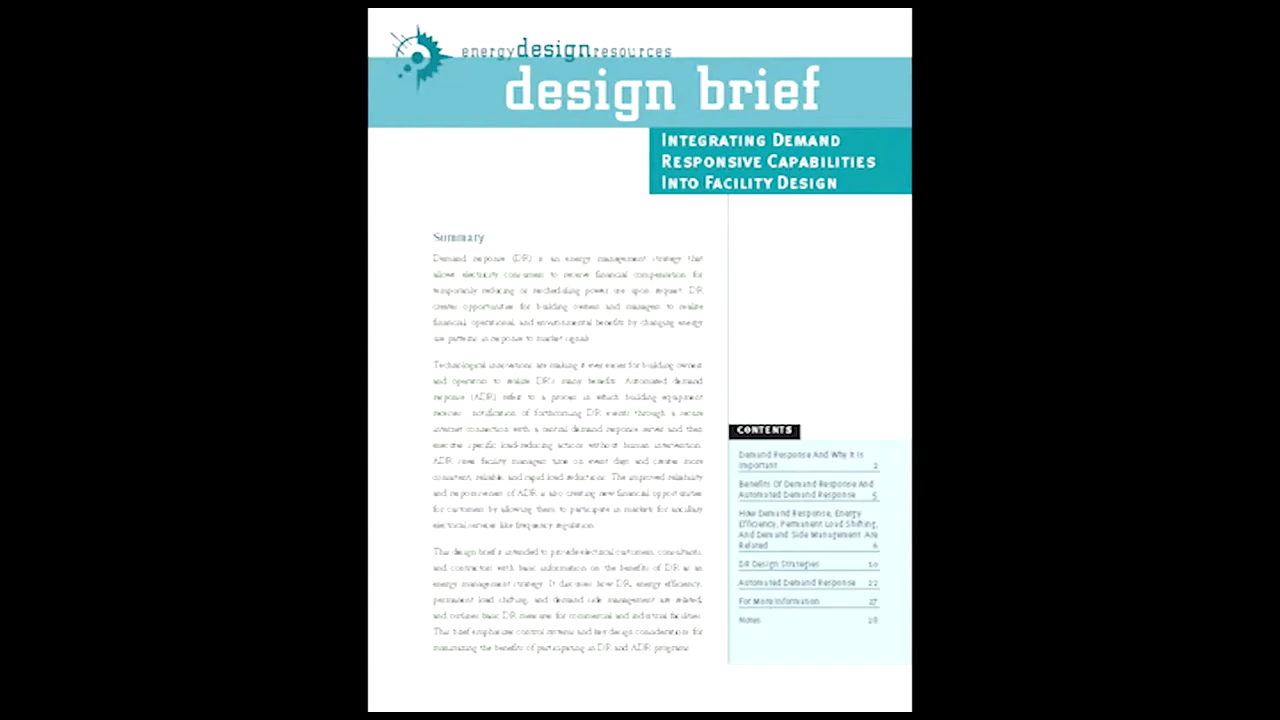 energydesignresources
design brief
INTEGRATING DEMAND
RESPONSIVE CAPABILITIES
INTO FACILITY DESIGN
Summary
Demand response (DR) is an energy management strategy that
allows electricity consumers to receive financial compensation for
temporarily reducing or rescheduling power use upon request. DR
creates opportunities for building owners and managers to realize
financial, operational, and environmental benefits by changing energy
use patterns in response to market signals.
Technological innovations are making it ever easier for building owners
and operators to realize DR's many benefits. Automated demand
response (ADR) refers to a process in which building equipment
receives notification of forthcoming DR events through a secure
internet connection with a central demand response server and then
executes specific load-reducing actions without human intervention.
ADR saves facility managers time on event days and creates more
consistent, reliable, and rapid load reductions. The improved reliability
and responsiveness of ADR is also creating new financial opportunities
for customers by allowing them to participate in markets for ancillary
electrical services like frequency regulation.
This design brief is intended to provide electrical customers, consultants,
and contractors with basic information on the benefits of DR as an
energy management strategy. It discusses how DR, energy efficiency,
permanent load shifting, and demand side management are related,
and outlines basic DR measures for commercial and industrial facilities.
This brief emphasizes control systems and key design considerations for
maximizing the benefits of participating in DR and ADR programs.
CONTENTS
Demand Response And Why It Is
Important 2
Benefits Of Demand Response And
Automated Demand Response 5
How Demand Response, Energy
Efficiency, Permanent Load Shifting,
And Demand Side Management Are
Related 6
DR Design Strategies 10
Automated Demand Response 22
For More Information 27
Notes 28